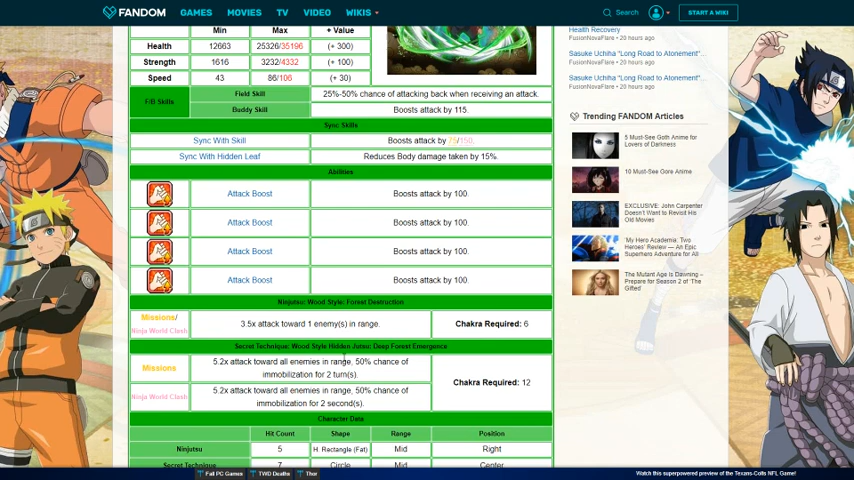 FANDOM GAMES MOVIES TV VIDEO WIKIS Search START A WIKI
Min Max + Value
Health 12663 25326/35196 (+ 300)
Strength 1616 3232/4332 (+ 100)
Speed 43 86/106 (+ 30)
F/B Skills
Field Skill 25%-50% chance of attacking back when receiving an attack.
Buddy Skill Boosts attack by 115.
Sync Skills
Sync With Skill Boosts attack by 75/150.
Sync With Hidden Leaf Reduces Body damage taken by 15%.
Abilities
Attack Boost Boosts attack by 100.
Attack Boost Boosts attack by 100.
Attack Boost Boosts attack by 100.
Attack Boost Boosts attack by 100.
Ninjutsu: Wood Style: Forest Destruction
Missions/
Ninja World Clash
3.5x attack toward 1 enemy(s) in range.
Chakra Required: 6
Secret Technique: Wood Style Hidden Jutsu: Deep Forest Emergence
Missions
5.2x attack toward all enemies in range, 50% chance of
immobilization for 2 turn(s).
Chakra Required: 12
Ninja World Clash
5.2x attack toward all enemies in range, 50% chance of
immobilization for 2 second(s).
Character Data
Hit Count Shape Range Position
Ninjutsu 5 H. Rectangle (Fat) Mid Right
Secret Technique 7 Circle Mid Center
Health Recovery
FusionNovaFlare • 20 hours ago
Sasuke Uchiha "Long Road to Atonement"...
FusionNovaFlare • 20 hours ago
Sasuke Uchiha "Long Road to Atonement"...
FusionNovaFlare • 20 hours ago
Trending FANDOM Articles
5 Must-See Goth Anime for
Lovers of Darkness
10 Must-See Gore Anime
EXCLUSIVE: John Carpenter
Doesn't Want to Revisit His
Old Movies
'My Hero Academia: Two
Heroes' Review — An Epic
Superhero Adventure for All
The Mutant Age Is Dawning –
Prepare for Season 2 of 'The
Gifted'
Fall PC Games TWD Deaths Thor
Watch this superpowered preview of the Texans-Colts NFL Game!